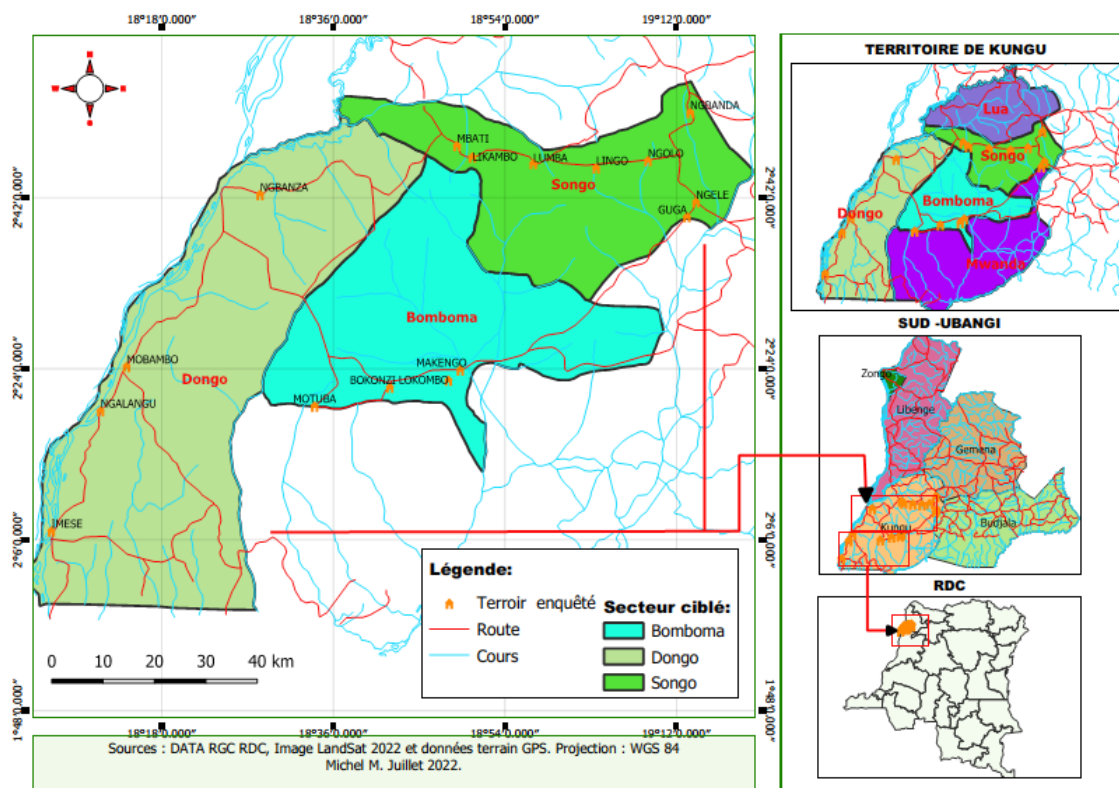 18°18'0.000"
18°36'0.000"
18°54'0.000"
19°12'0.000"
2°42'0.000"
2°24'0.000"
2°6'0.000"
1°48'0.000"
NGBANDA
MBATI
LIKAMBO
LUMBA
LINGO
NGOLO
Songo
NGBANZA
NGELE
GUGA
Bomboma
MOBAMBO
Dongo
MAKENGO
BOKONZI LOKOMBO
NGALANGU
MOTUBA
IMESE
2°42'0.000"
2°24'0.000"
2°6'0.000"
1°48'0.000"
Légende:
Terroir enquêté
Route
Cours
Secteur ciblé:
Bomboma
Dongo
Songo
0 10 20 30 40 km
18°18'0.000"
18°36'0.000"
18°54'0.000"
19°12'0.000"
Sources : DATA RGC RDC, Image LandSat 2022 et données terrain GPS. Projection : WGS 84
Michel M. Juillet 2022.
TERRITOIRE DE KUNGU
Lua
Songo
Bomboma
Dongo
SUD -UBANGI
Zongo
Libenge
Gemena
Kungu
Budjala
RDC